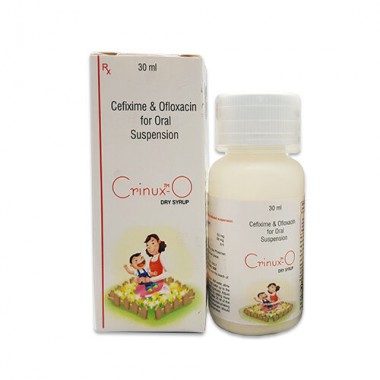 Rx
30 ml
Cefixime & Ofloxacin
for Oral
Suspension
Crinux-O
DRY SYRUP
30 ml
Cefixime & Ofloxacin
for Oral
Suspension
Crinux-O
DRY SYRUP